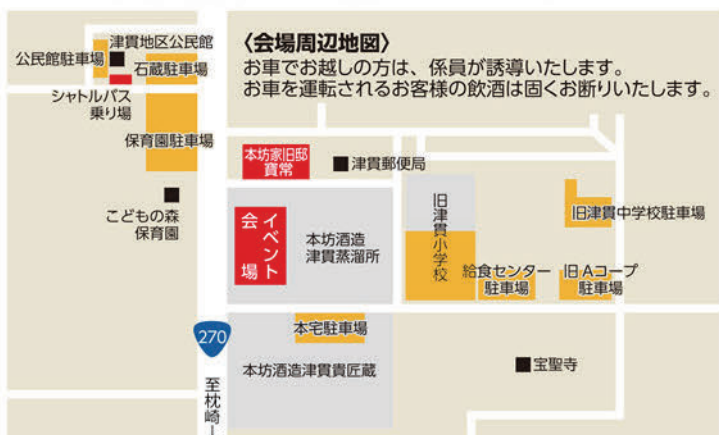 〈会場周辺地図〉
お車でお越しの方は、係員が誘導いたします。
お車を運転されるお客様の飲酒は固くお断りいたします。
津貫地区公民館
公民館駐車場
石蔵駐車場
シャトルバス
乗り場
保育園駐車場
こどもの森
保育園
本坊家旧邸
寶常
津貫郵便局
イベント
会場
本坊酒造
津貫蒸溜所
旧津貫小学校
旧津貫中学校駐車場
給食センター
駐車場
旧Aコープ
駐車場
本宅駐車場
270
本坊酒造津貫貴匠蔵
宝聖寺
至枕崎